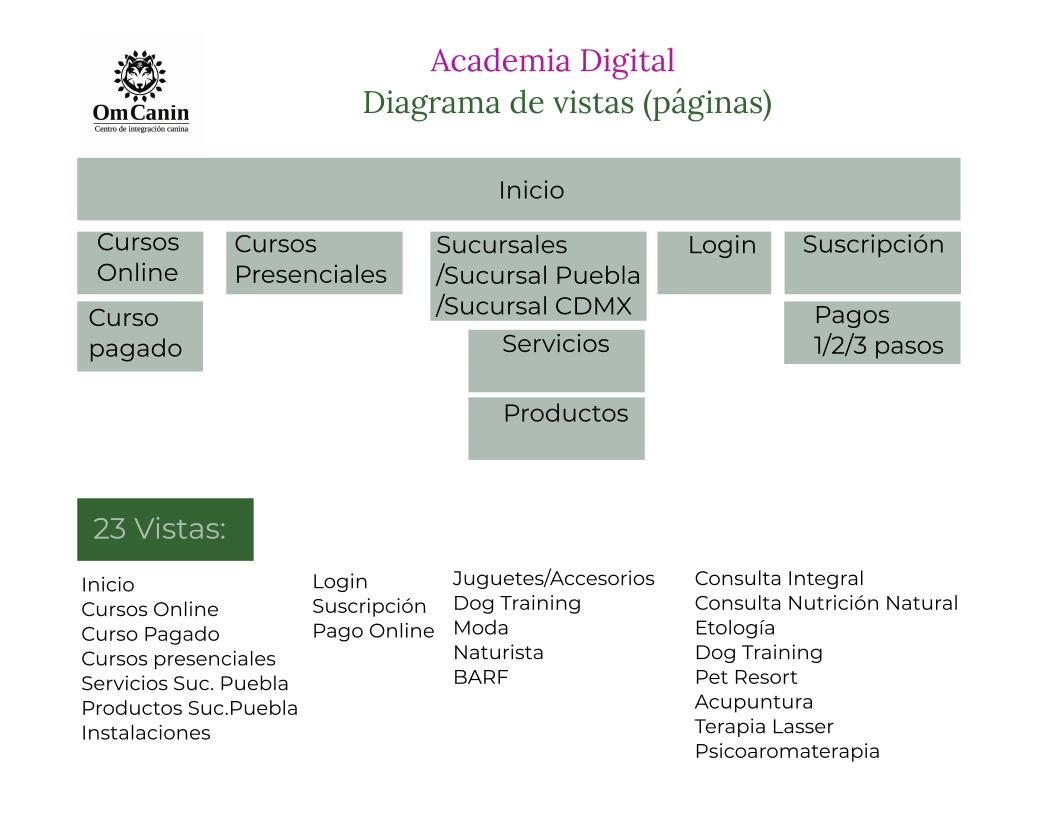 Academia Digital
Diagrama de vistas (páginas)
Om Canin
Centro de integración canina
Inicio
Cursos
Online
Curso
pagado
Cursos
Presenciales
Sucursales
/Sucursal Puebla
/Sucursal CDMX
Servicios
Productos
Login
Suscripción
Pagos
1/2/3 pasos
23 Vistas:
Inicio
Cursos Online
Curso Pagado
Cursos presenciales
Servicios Suc. Puebla
Productos Suc.Puebla
Instalaciones
Login
Suscripción
Pago Online
Juguetes/Accesorios
Dog Training
Moda
Naturista
BARF
Consulta Integral
Consulta Nutrición Natural
Etología
Dog Training
Pet Resort
Acupuntura
Terapia Lasser
Psicoaromaterapia